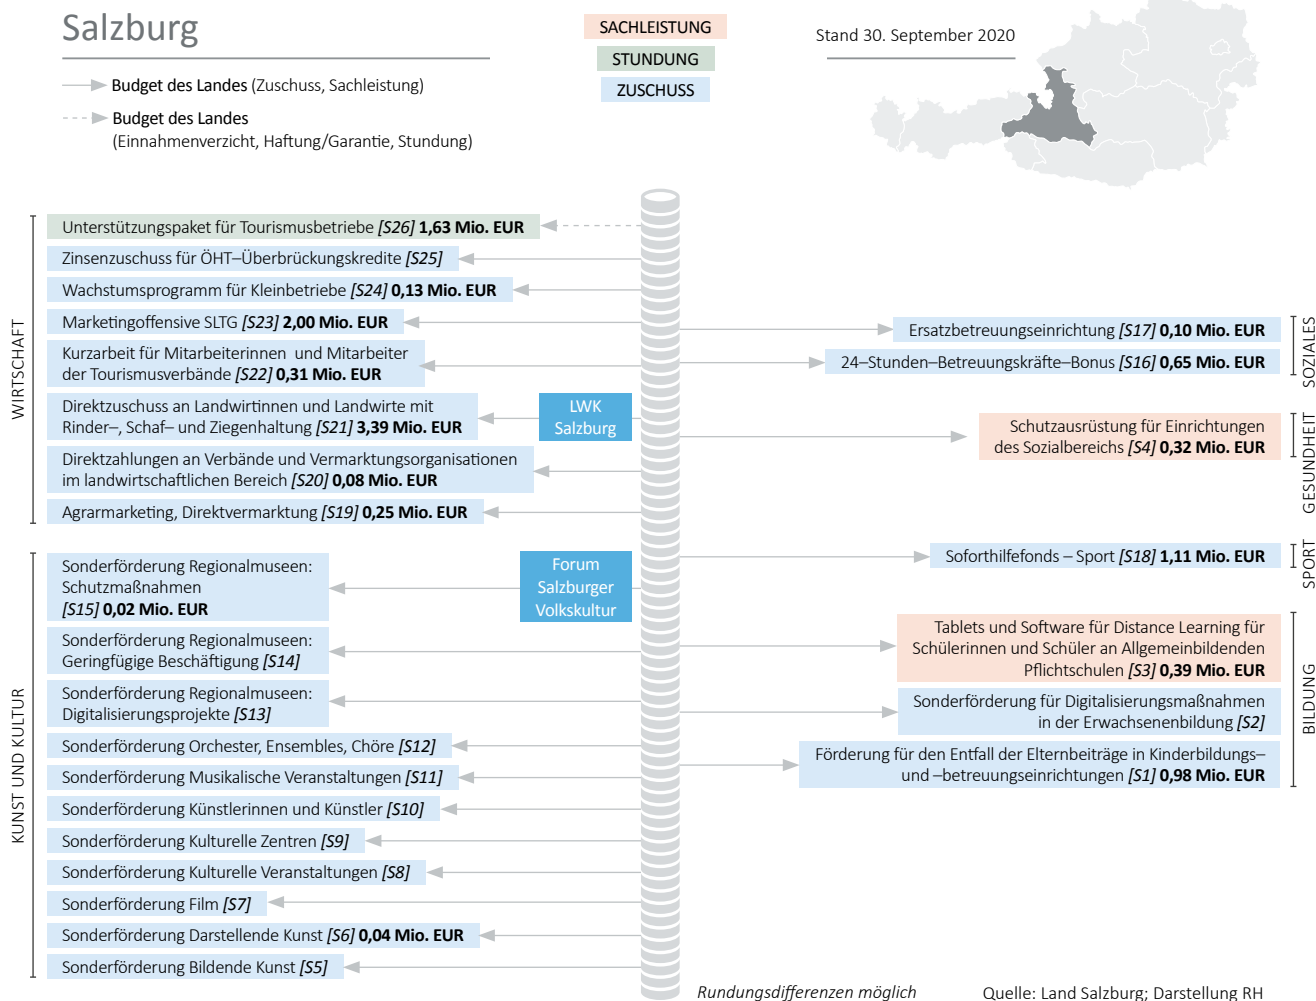 Salzburg
Budget des Landes (Zuschuss, Sachleistung)
Budget des Landes
(Einnahmenverzicht, Haftung/Garantie, Stundung)
SACHLEISTUNG
STUNDUNG
ZUSCHUSS
Stand 30. September 2020
WIRTSCHAFT
Unterstützungspaket für Tourismusbetriebe [S26] 1,63 Mio. EUR
Zinsenzuschuss für ÖHT–Überbrückungskredite [S25]
Wachstumsprogramm für Kleinbetriebe [S24] 0,13 Mio. EUR
Marketingoffensive SLTG [S23] 2,00 Mio. EUR
Kurzarbeit für Mitarbeiterinnen und Mitarbeiter
der Tourismusverbände [S22] 0,31 Mio. EUR
Direktzuschuss an Landwirtinnen und Landwirte mit
Rinder–, Schaf– und Ziegenhaltung [S21] 3,39 Mio. EUR
LWK
Salzburg
Direktzahlungen an Verbände und Vermarktungsorganisationen
im landwirtschaftlichen Bereich [S20] 0,08 Mio. EUR
Agrarmarketing, Direktvermarktung [S19] 0,25 Mio. EUR
KUNST UND KULTUR
Sonderförderung Regionalmuseen:
Schutzmaßnahmen
[S15] 0,02 Mio. EUR
Forum
Salzburger
Volkskultur
Sonderförderung Regionalmuseen:
Geringfügige Beschäftigung [S14]
Sonderförderung Regionalmuseen:
Digitalisierungsprojekte [S13]
Sonderförderung Orchester, Ensembles, Chöre [S12]
Sonderförderung Musikalische Veranstaltungen [S11]
Sonderförderung Künstlerinnen und Künstler [S10]
Sonderförderung Kulturelle Zentren [S9]
Sonderförderung Kulturelle Veranstaltungen [S8]
Sonderförderung Film [S7]
Sonderförderung Darstellende Kunst [S6] 0,04 Mio. EUR
Sonderförderung Bildende Kunst [S5]
SOZIALES
Ersatzbetreuungseinrichtung [S17] 0,10 Mio. EUR
24–Stunden–Betreuungskräfte–Bonus [S16] 0,65 Mio. EUR
GESUNDHEIT
Schutzausrüstung für Einrichtungen
des Sozialbereichs [S4] 0,32 Mio. EUR
SPORT
Soforthilfefonds – Sport [S18] 1,11 Mio. EUR
BILDUNG
Tablets und Software für Distance Learning für
Schülerinnen und Schüler an Allgemeinbildenden
Pflichtschulen [S3] 0,39 Mio. EUR
Sonderförderung für Digitalisierungsmaßnahmen
in der Erwachsenenbildung [S2]
Förderung für den Entfall der Elternbeiträge in Kinderbildungs–
und –betreuungseinrichtungen [S1] 0,98 Mio. EUR
Rundungsdifferenzen möglich
Quelle: Land Salzburg; Darstellung RH